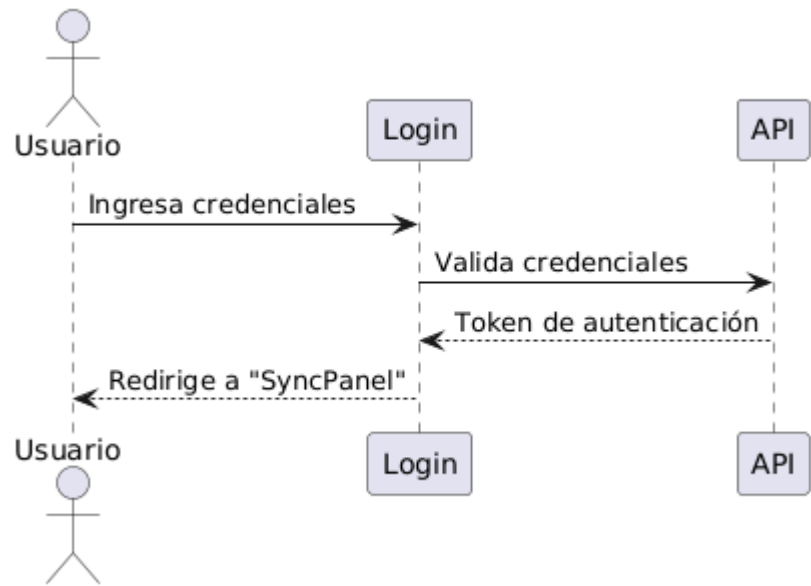 Usuario
Login
API
Ingresa credenciales
Valida credenciales
Token de autenticación
Redirige a "SyncPanel"
Usuario
Login
API